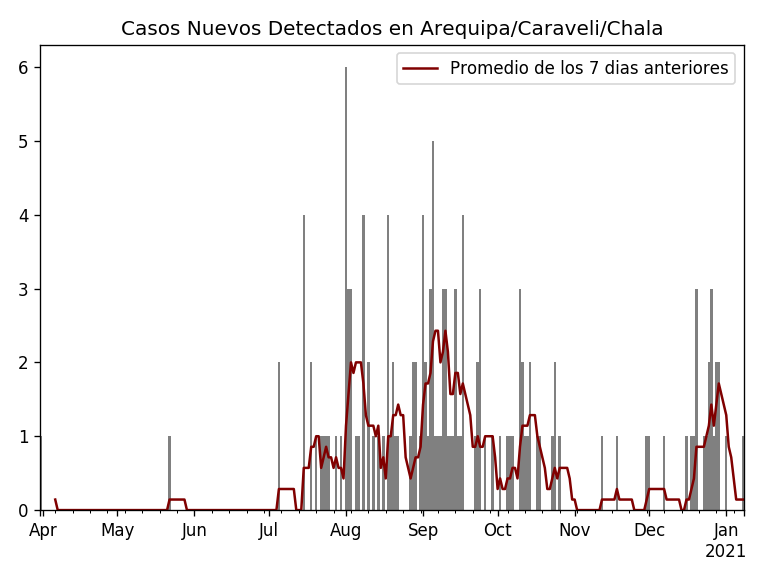 Casos Nuevos Detectados en Arequipa/Caraveli/Chala
Promedio de los 7 dias anteriores
6
5
4
3
2
1
0
Apr May Jun Jul Aug Sep Oct Nov Dec Jan
2021